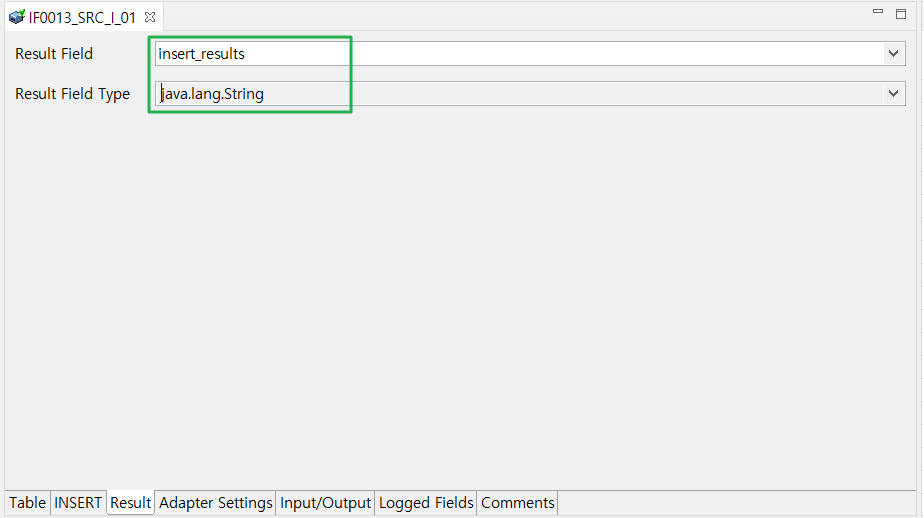 IF0013_SRC_I_01
Result Field insert_results
Result Field Type java.lang.String
Table INSERT Result Adapter Settings Input/Output Logged Fields Comments